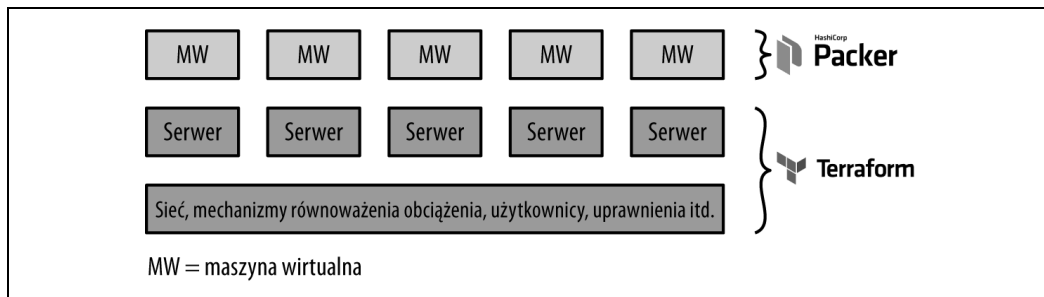 MW MW MW MW MW
HashiCorp
Packer
Serwer Serwer Serwer Serwer Serwer
Terraform
Sieć, mechanizmy równoważenia obciążenia, użytkownicy, uprawnienia itd.
MW = maszyna wirtualna